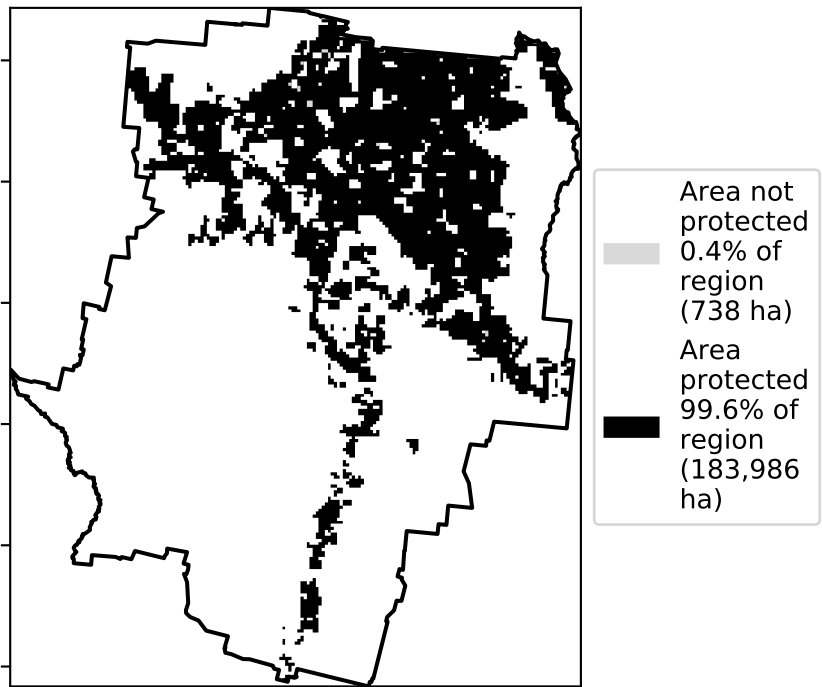 Area not
protected
0.4% of
region
(738 ha)
Area
protected
99.6% of
region
(183,986
ha)